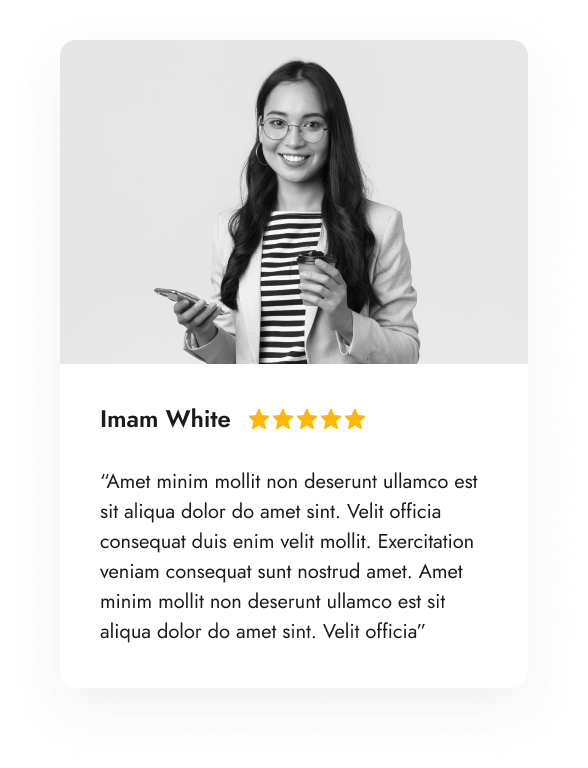 Imam White
“Amet minim mollit non deserunt ullamco est
sit aliqua dolor do amet sint. Velit officia
consequat duis enim velit mollit. Exercitation
veniam consequat sunt nostrud amet. Amet
minim mollit non deserunt ullamco est sit
aliqua dolor do amet sint. Velit officia”